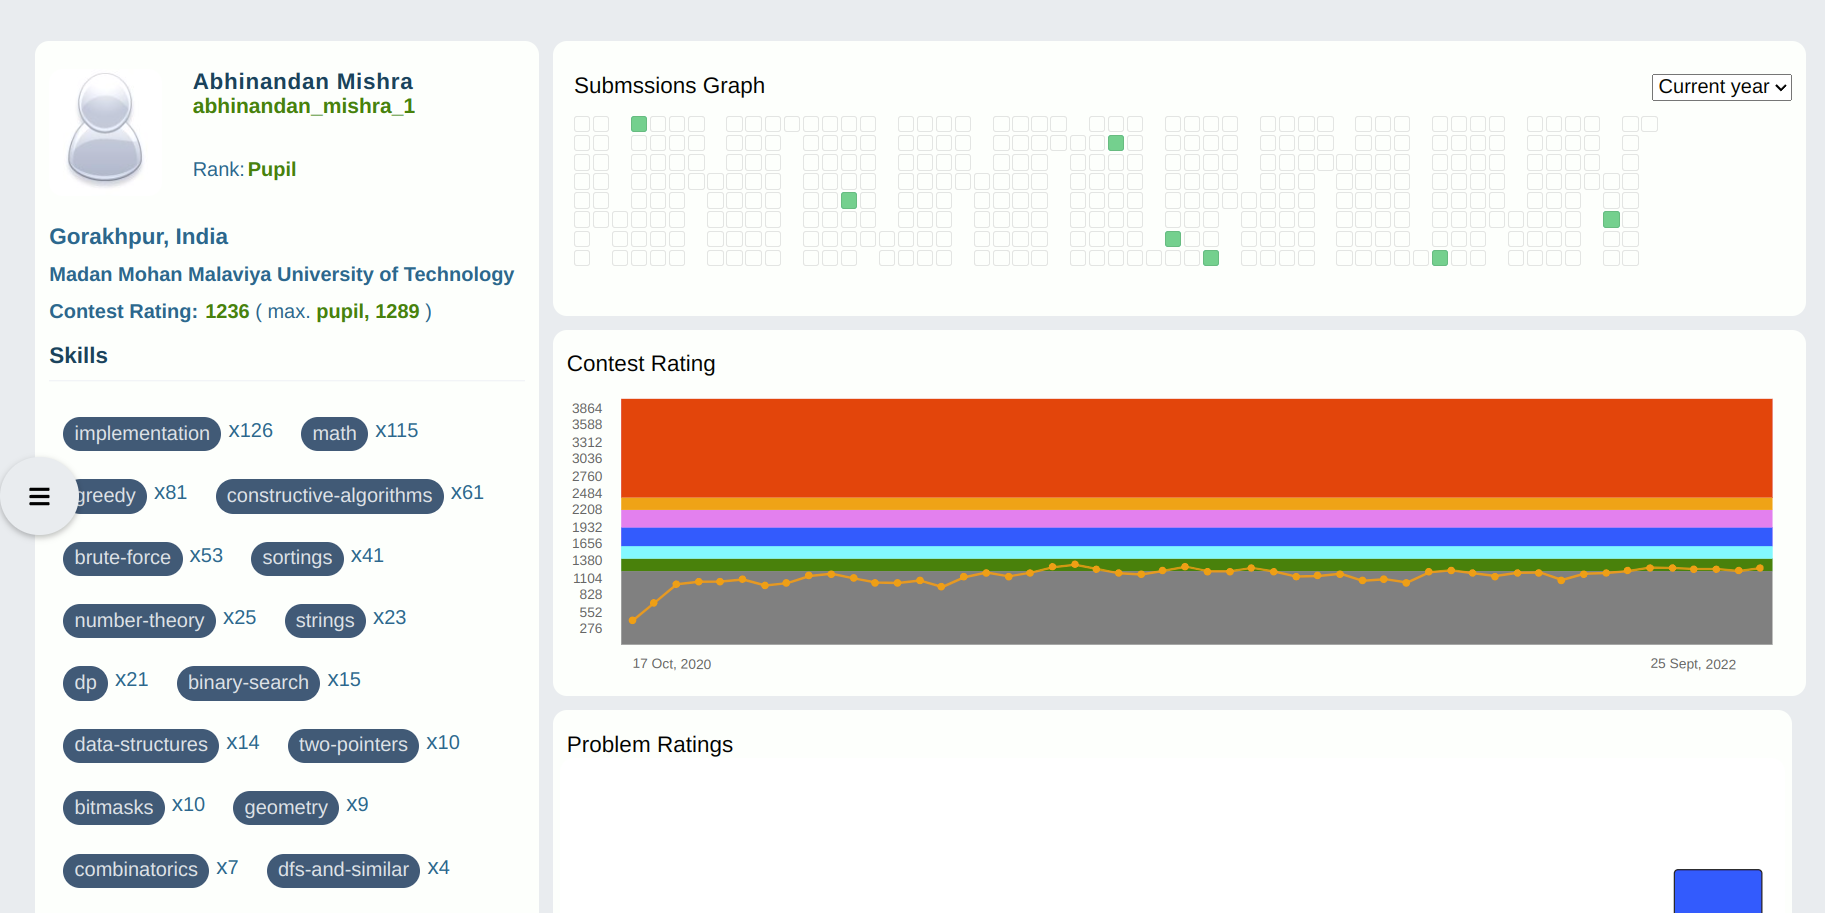 Abhinandan Mishra
abhinandan_mishra_1
Rank: Pupil
Gorakhpur, India
Madan Mohan Malaviya University of Technology
Contest Rating: 1236 ( max. pupil, 1289 )
Skills
implementation x126 math x115
greedy x81 constructive-algorithms x61
brute-force x53 sortings x41
number-theory x25 strings x23
dp x21 binary-search x15
data-structures x14 two-pointers x10
bitmasks x10 geometry x9
combinatorics x7 dfs-and-similar x4
Submssions Graph
Current year
Contest Rating
3864
3588
3312
3036
2760
2484
2208
1932
1656
1380
1104
828
552
276
17 Oct, 2020 25 Sept, 2022
Problem Ratings